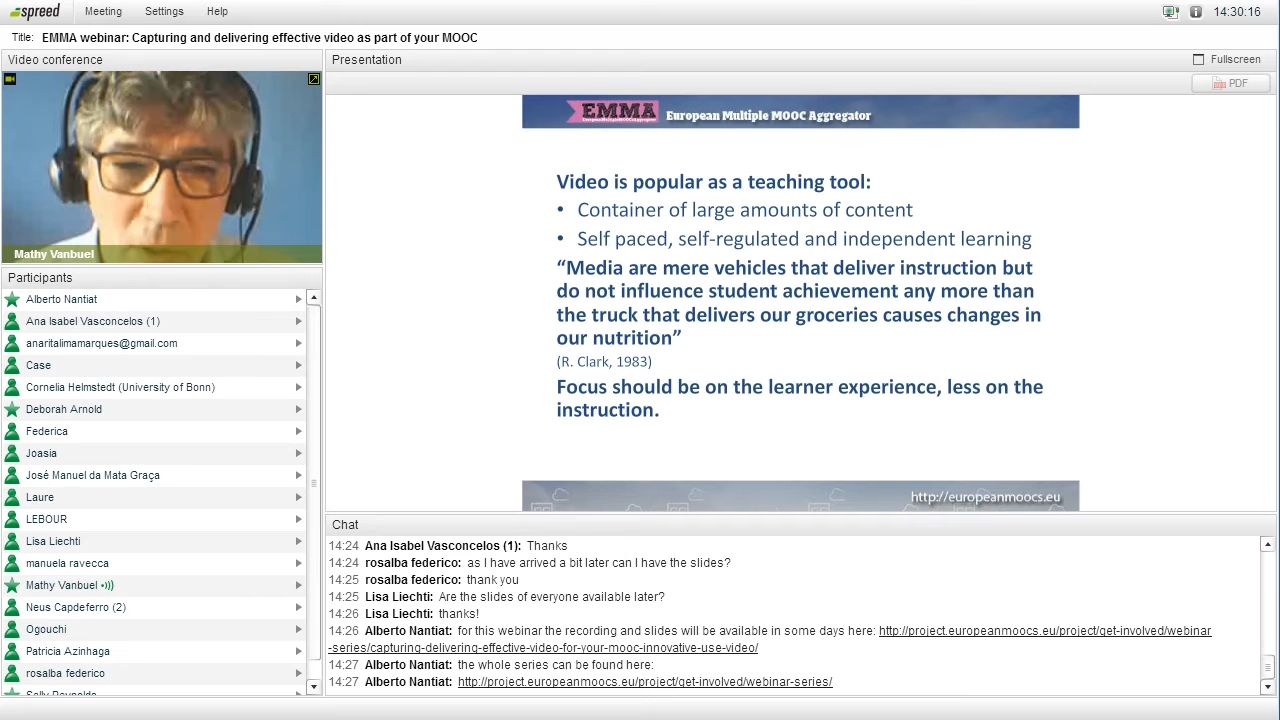 spreed
Meeting
Settings
Help
14:30:16
Title: EMMA webinar: Capturing and delivering effective video as part of your MOOC
Video conference
Mathy Vanbuel
Participants
Alberto Nantiat
Ana Isabel Vasconcelos (1)
anaritalimamarques@gmail.com
Case
Cornelia Helmstedt (University of Bonn)
Deborah Arnold
Federica
Joasia
José Manuel da Mata Graça
Laure
LEBOUR
Lisa Liechti
manuela ravecca
Mathy Vanbuel
Neus Capdeferro (2)
Ogouchi
Patricia Azinhaga
rosalba federico
Presentation
Fullscreen
PDF
EMMA European Multiple MOOC Aggregator
Video is popular as a teaching tool:
• Container of large amounts of content
• Self paced, self-regulated and independent learning
“Media are mere vehicles that deliver instruction but
do not influence student achievement any more than
the truck that delivers our groceries causes changes in
our nutrition”
(R. Clark, 1983)
Focus should be on the learner experience, less on the
instruction.
http://europeanmoocs.eu
Chat
14:24 Ana Isabel Vasconcelos (1): Thanks
14:24 rosalba federico: as I have arrived a bit later can I have the slides?
14:25 rosalba federico: thank you
14:25 Lisa Liechti: Are the slides of everyone available later?
14:26 Lisa Liechti: thanks!
14:26 Alberto Nantiat: for this webinar the recording and slides will be available in some days here: http://project.europeanmoocs.eu/project/get-involved/webinar
-series/capturing-delivering-effective-video-for-your-mooc-innovative-use-video/
14:27 Alberto Nantiat: the whole series can be found here:
14:27 Alberto Nantiat: http://project.europeanmoocs.eu/project/get-involved/webinar-series/